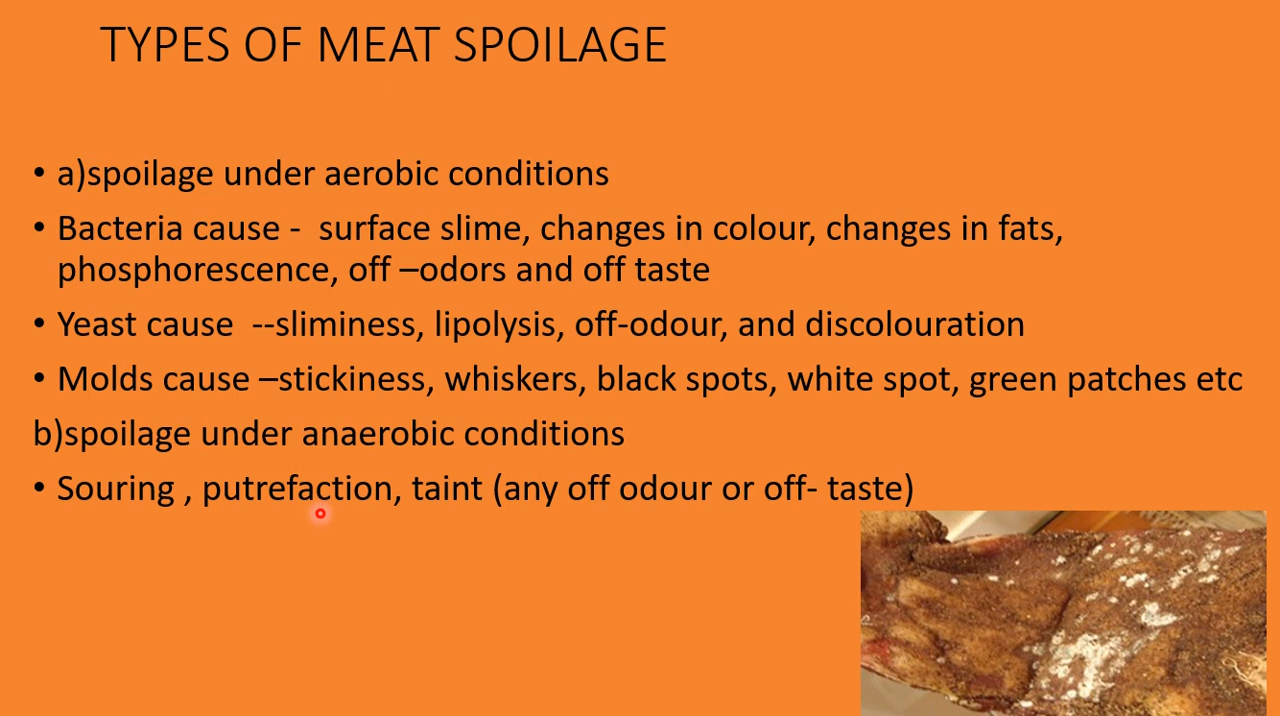 TYPES OF MEAT SPOILAGE
• a)spoilage under aerobic conditions
• Bacteria cause -  surface slime, changes in colour, changes in fats,
phosphorescence, off –odors and off taste
• Yeast cause  --sliminess, lipolysis, off-odour, and discolouration
• Molds cause –stickiness, whiskers, black spots, white spot, green patches etc
b)spoilage under anaerobic conditions
• Souring , putrefaction, taint (any off odour or off- taste)